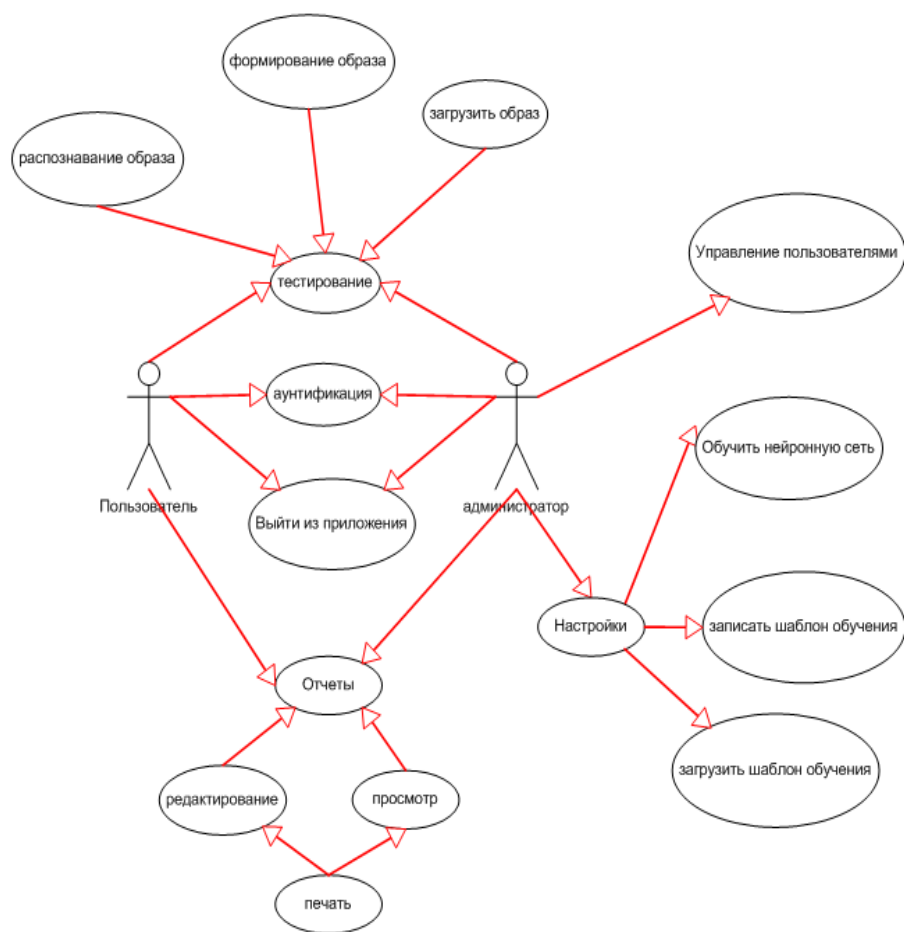 формирование образа
загрузить образ
распознавание образа
Управление пользователями
тестирование
аунтификация
Обучить нейронную сеть
Пользователь
администратор
Выйти из приложения
Настройки
записать шаблон обучения
Отчеты
загрузить шаблон обучения
редактирование
просмотр
печать